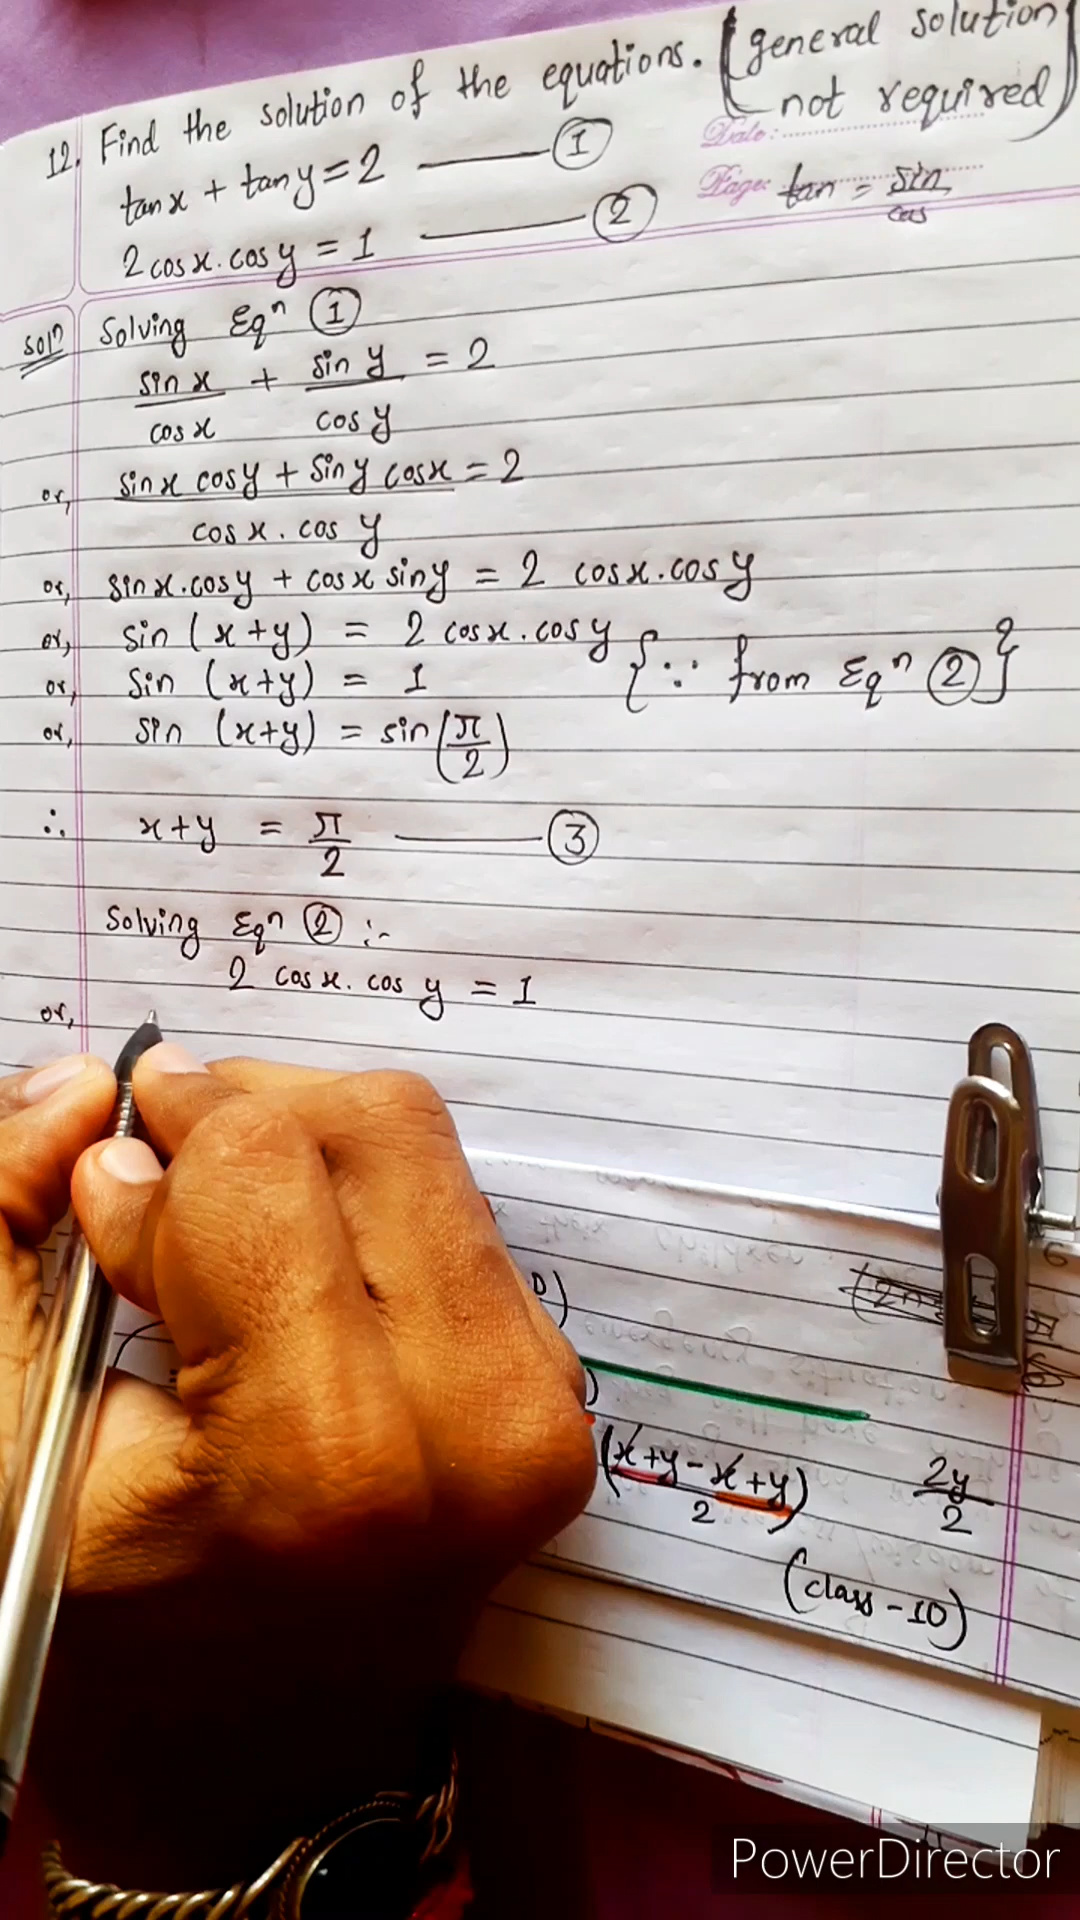 12. Find the solution of the equations. (general solution not required)
Date:
tan x + tan y = 2 ——— ①
Page: tan = sin/cos
2 cos x . cos y = 1 ——— ②
Solⁿ Solving Eqⁿ ①
sin x / cos x + sin y / cos y = 2
or, sin x cos y + sin y cos x / cos x . cos y = 2
or, sin x . cos y + cos x sin y = 2 cos x . cos y
or, sin (x+y) = 2 cos x . cos y
or, sin (x+y) = 1 {∵ from Eqⁿ ②}
or, sin (x+y) = sin (π/2)
∴ x+y = π/2 ——— ③
Solving Eqⁿ ② :-
2 cos x . cos y = 1
or,
(x+y-x+y / 2) 2y/2
(class-10)
PowerDirector